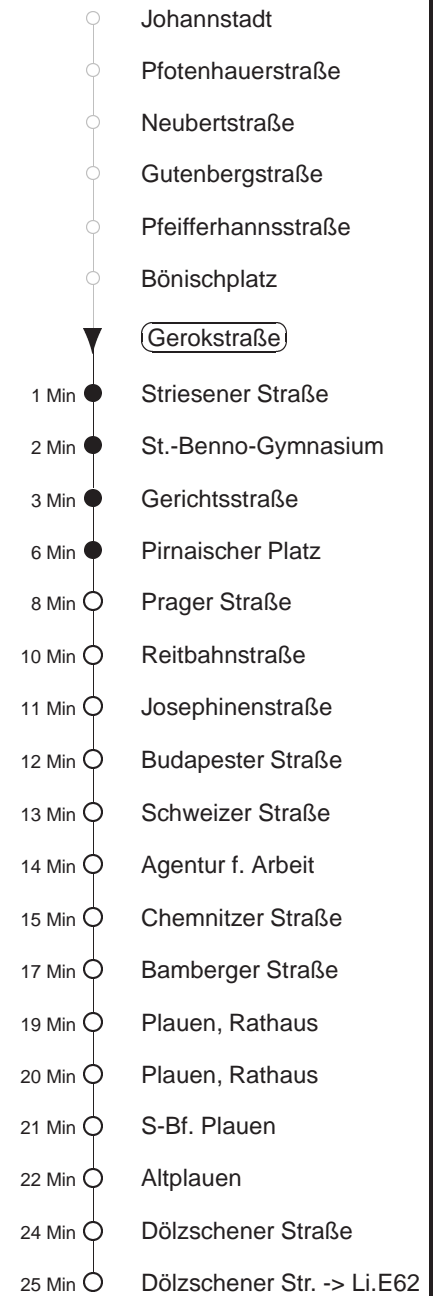 Johannstadt
Pfotenhauerstraße
Neubertstraße
Gutenbergstraße
Pfeifferhannsstraße
Bönischplatz
Gerokstraße
1 Min Striesener Straße
2 Min St.-Benno-Gymnasium
3 Min Gerichtsstraße
6 Min Pirnaischer Platz
8 Min Prager Straße
10 Min Reitbahnstraße
11 Min Josephinenstraße
12 Min Budapester Straße
13 Min Schweizer Straße
14 Min Agentur f. Arbeit
15 Min Chemnitzer Straße
17 Min Bamberger Straße
19 Min Plauen, Rathaus
20 Min Plauen, Rathaus
21 Min S-Bf. Plauen
22 Min Altplauen
24 Min Dölzschener Straße
25 Min Dölzschener Str. -> Li.E62